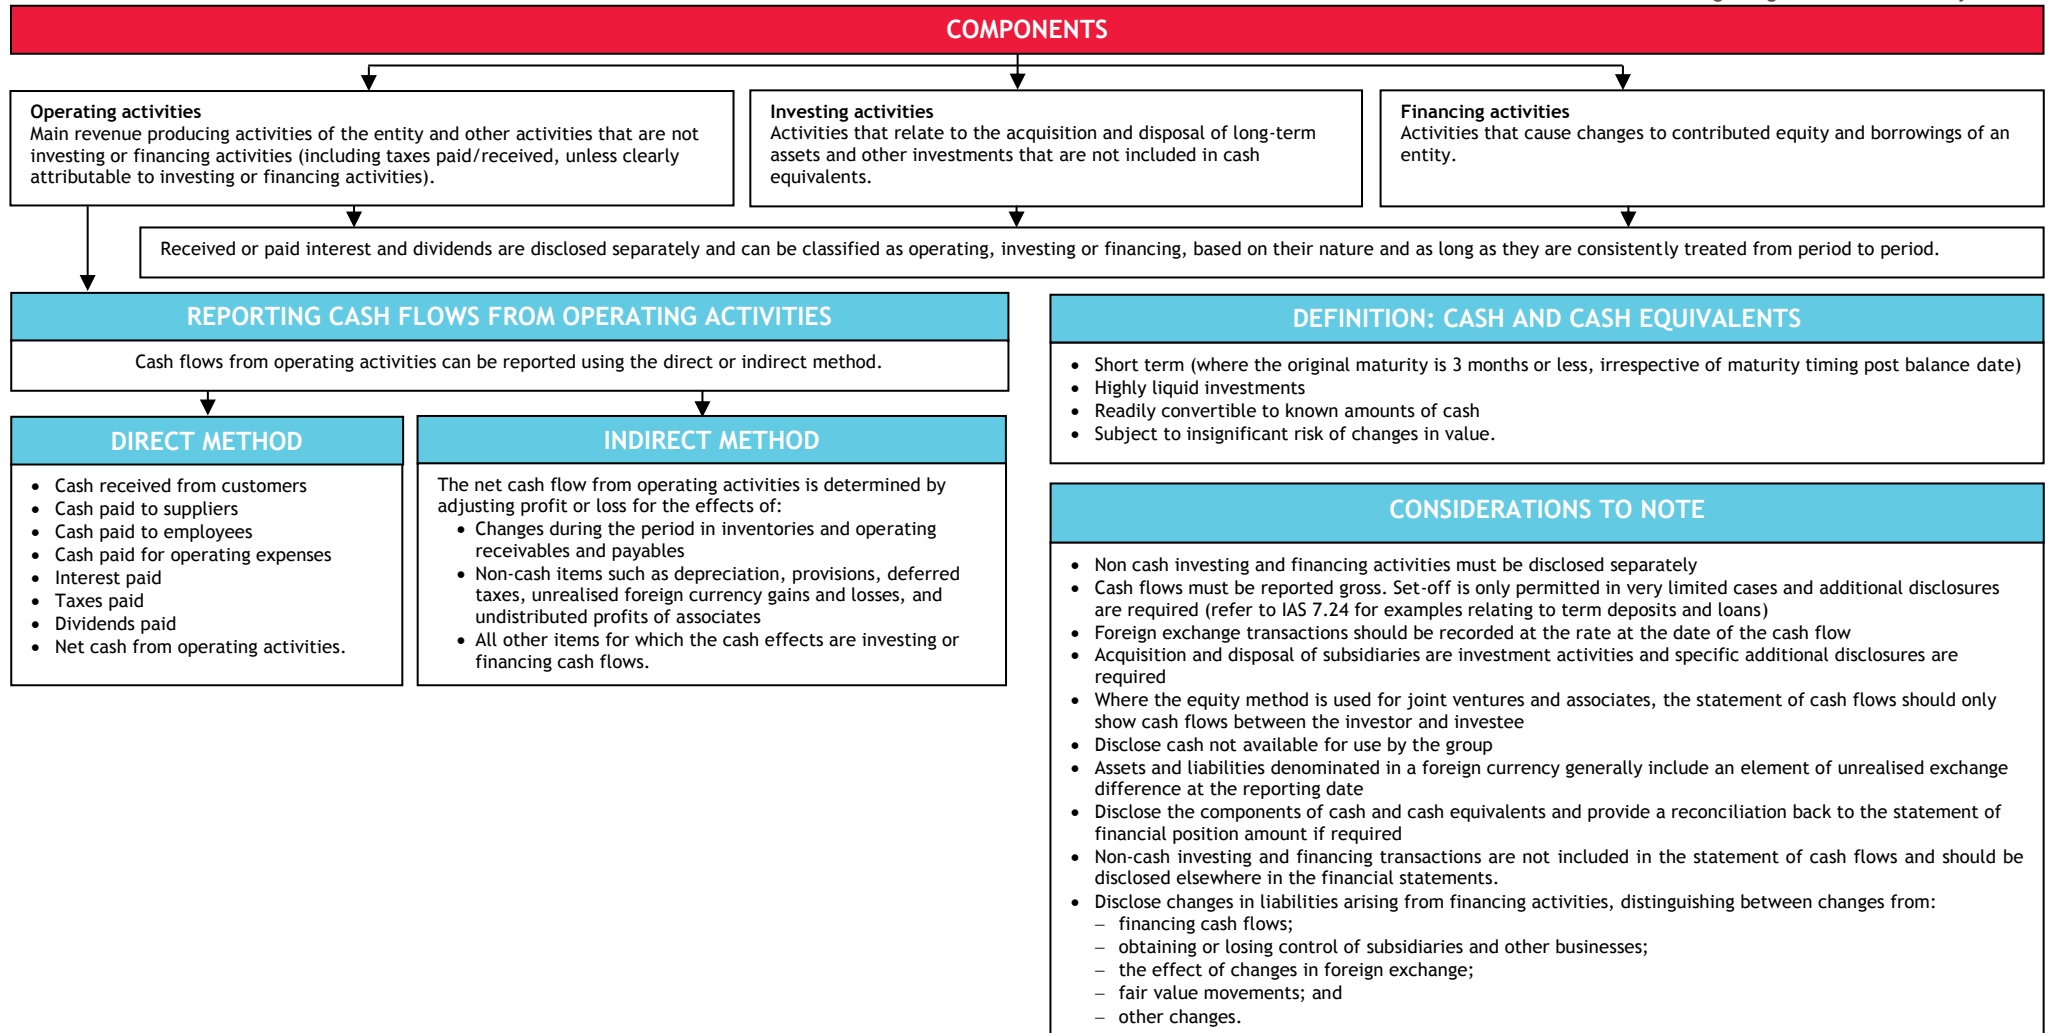 COMPONENTS
Operating activities
Main revenue producing activities of the entity and other activities that are not
investing or financing activities (including taxes paid/received, unless clearly
attributable to investing or financing activities).
Investing activities
Activities that relate to the acquisition and disposal of long-term
assets and other investments that are not included in cash
equivalents.
Financing activities
Activities that cause changes to contributed equity and borrowings of an
entity.
Received or paid interest and dividends are disclosed separately and can be classified as operating, investing or financing, based on their nature and as long as they are consistently treated from period to period.
REPORTING CASH FLOWS FROM OPERATING ACTIVITIES
Cash flows from operating activities can be reported using the direct or indirect method.
DIRECT METHOD
• Cash received from customers
• Cash paid to suppliers
• Cash paid to employees
• Cash paid for operating expenses
• Interest paid
• Taxes paid
• Dividends paid
• Net cash from operating activities.
INDIRECT METHOD
The net cash flow from operating activities is determined by
adjusting profit or loss for the effects of:
• Changes during the period in inventories and operating
receivables and payables
• Non-cash items such as depreciation, provisions, deferred
taxes, unrealised foreign currency gains and losses, and
undistributed profits of associates
• All other items for which the cash effects are investing or
financing cash flows.
DEFINITION: CASH AND CASH EQUIVALENTS
• Short term (where the original maturity is 3 months or less, irrespective of maturity timing post balance date)
• Highly liquid investments
• Readily convertible to known amounts of cash
• Subject to insignificant risk of changes in value.
CONSIDERATIONS TO NOTE
• Non cash investing and financing activities must be disclosed separately
• Cash flows must be reported gross. Set-off is only permitted in very limited cases and additional disclosures
are required (refer to IAS 7.24 for examples relating to term deposits and loans)
• Foreign exchange transactions should be recorded at the rate at the date of the cash flow
• Acquisition and disposal of subsidiaries are investment activities and specific additional disclosures are
required
• Where the equity method is used for joint ventures and associates, the statement of cash flows should only
show cash flows between the investor and investee
• Disclose cash not available for use by the group
• Assets and liabilities denominated in a foreign currency generally include an element of unrealised exchange
difference at the reporting date
• Disclose the components of cash and cash equivalents and provide a reconciliation back to the statement of
financial position amount if required
• Non-cash investing and financing transactions are not included in the statement of cash flows and should be
disclosed elsewhere in the financial statements.
• Disclose changes in liabilities arising from financing activities, distinguishing between changes from:
– financing cash flows;
– obtaining or losing control of subsidiaries and other businesses;
– the effect of changes in foreign exchange;
– fair value movements; and
– other changes.